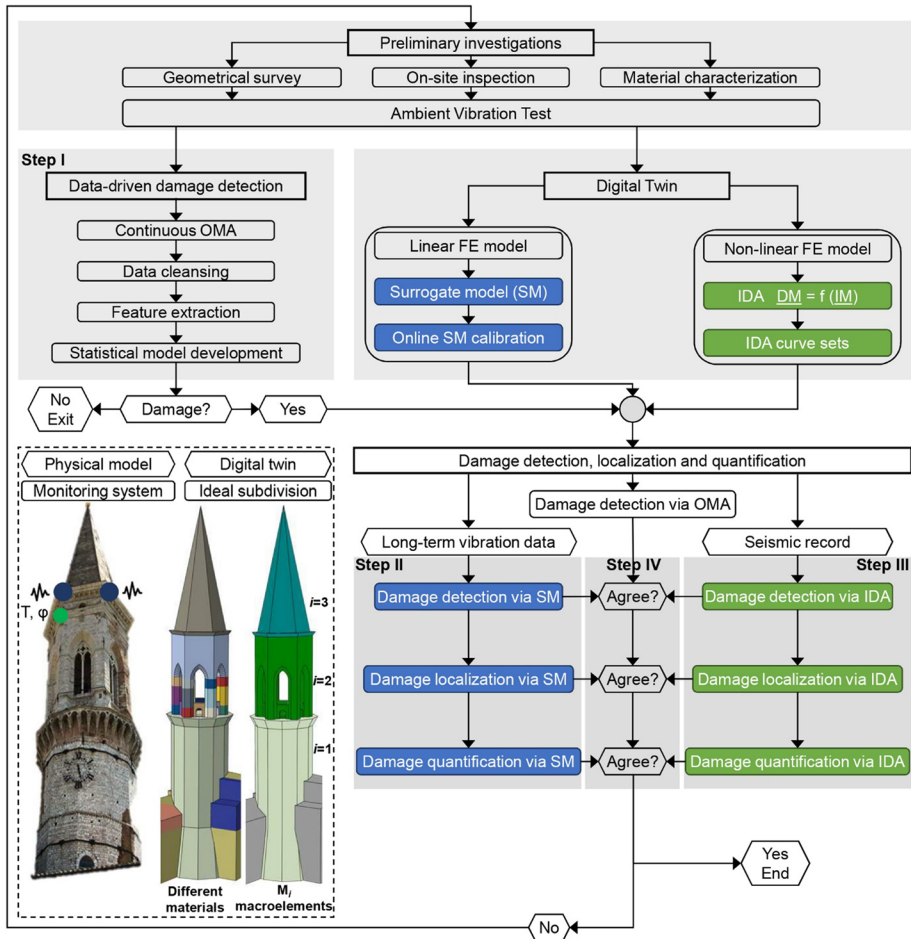 Preliminary investigations
Geometrical survey
On-site inspection
Material characterization
Ambient Vibration Test
Step I
Data-driven damage detection
Continuous OMA
Data cleansing
Feature extraction
Statistical model development
Digital Twin
Linear FE model
Surrogate model (SM)
Online SM calibration
Non-linear FE model
IDA DM = f (IM)
IDA curve sets
No
Exit
Damage?
Yes
Damage detection, localization and quantification
Damage detection via OMA
Long-term vibration data
Seismic record
Step II
Step IV
Step III
Damage detection via SM
Agree?
Damage detection via IDA
Damage localization via SM
Agree?
Damage localization via IDA
Damage quantification via SM
Agree?
Damage quantification via IDA
Yes
End
No
Physical model
Digital twin
Monitoring system
Ideal subdivision
T, φ
i=3
i=2
i=1
Different
materials
Mi
macroelements